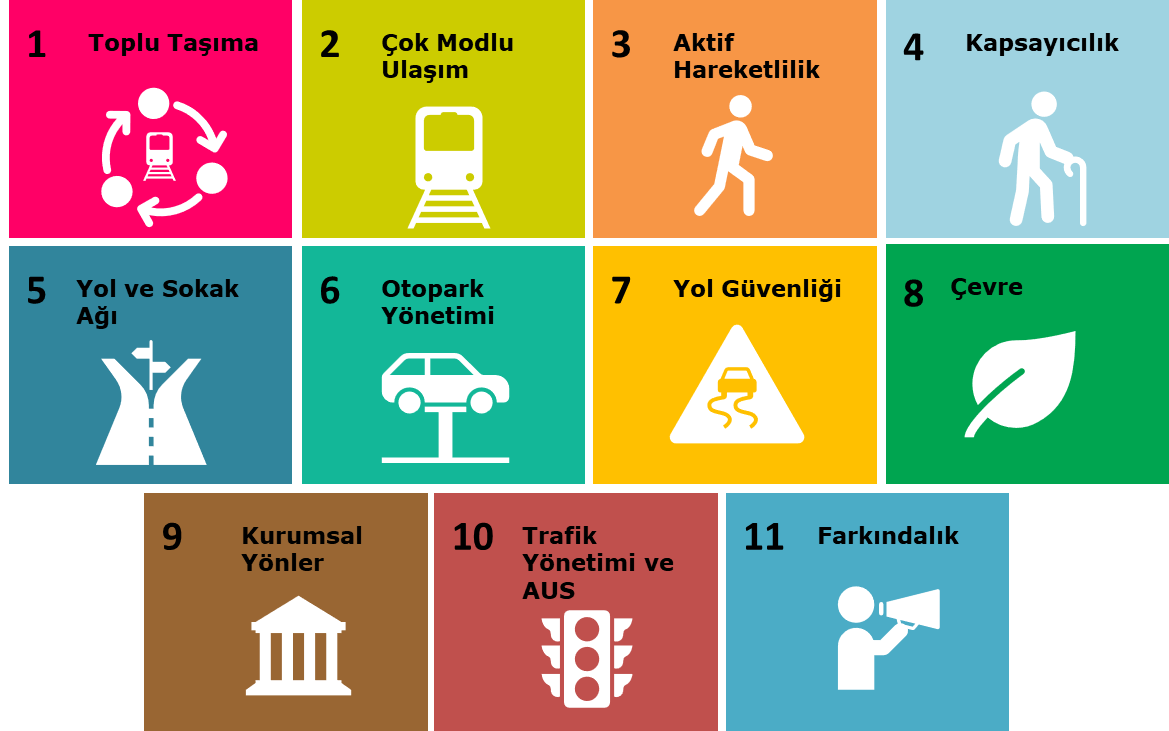 1 Toplu Taşıma
2 Çok Modlu
Ulaşım
3 Aktif
Hareketlilik
4 Kapsayıcılık
5 Yol ve Sokak
Ağı
6 Otopark
Yönetimi
7 Yol Güvenliği
8 Çevre
9 Kurumsal
Yönler
10 Trafik
Yönetimi ve
AUS
11 Farkındalık